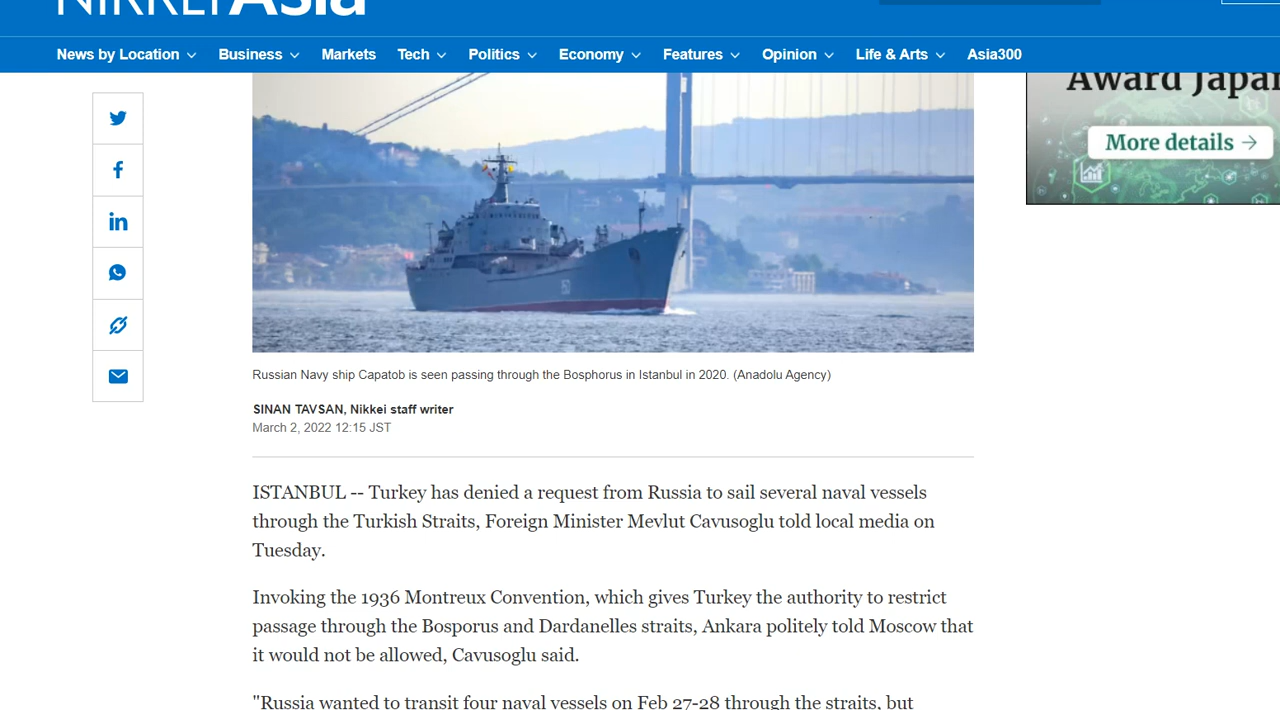 NIKKEI Asia
News by Location
Business
Markets
Tech
Politics
Economy
Features
Opinion
Life & Arts
Asia300
Award Japan
More details →
in
Russian Navy ship Capatob is seen passing through the Bosphorus in Istanbul in 2020. (Anadolu Agency)
SINAN TAVSAN, Nikkei staff writer
March 2, 2022 12:15 JST
ISTANBUL -- Turkey has denied a request from Russia to sail several naval vessels
through the Turkish Straits, Foreign Minister Mevlut Cavusoglu told local media on
Tuesday.
Invoking the 1936 Montreux Convention, which gives Turkey the authority to restrict
passage through the Bosporus and Dardanelles straits, Ankara politely told Moscow that
it would not be allowed, Cavusoglu said.
"Russia wanted to transit four naval vessels on Feb 27-28 through the straits, but